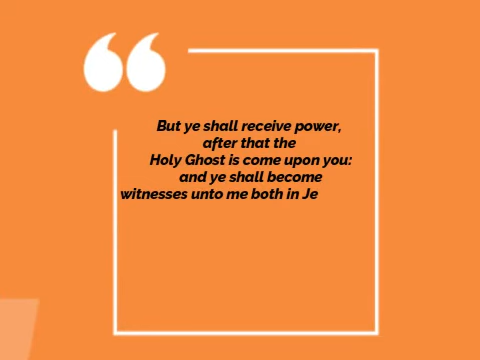 But ye shall receive power,
after that the
Holy Ghost is come upon you:
and ye shall become
witnesses unto me both in Je